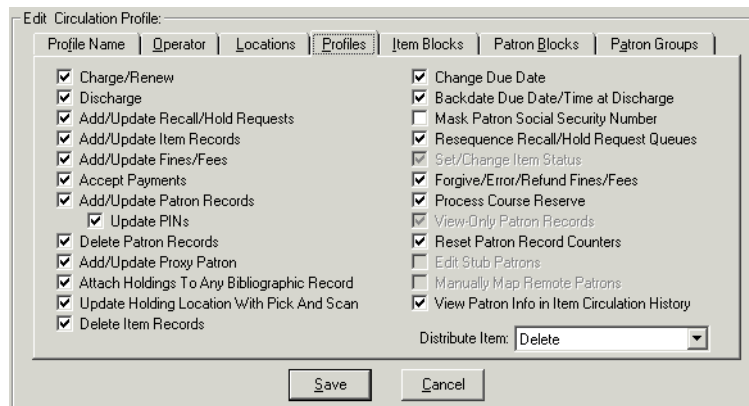 Edit Circulation Profile:
Profile Name Operator Locations Profiles Item Blocks Patron Blocks Patron Groups
Charge/Renew
Discharge
Add/Update Recall/Hold Requests
Add/Update Item Records
Add/Update Fines/Fees
Accept Payments
Add/Update Patron Records
Update PINs
Delete Patron Records
Add/Update Proxy Patron
Attach Holdings To Any Bibliographic Record
Update Holding Location With Pick And Scan
Delete Item Records
Change Due Date
Backdate Due Date/Time at Discharge
Mask Patron Social Security Number
Resequence Recall/Hold Request Queues
Set/Change Item Status
Forgive/Error/Refund Fines/Fees
Process Course Reserve
View-Only Patron Records
Reset Patron Record Counters
Edit Stub Patrons
Manually Map Remote Patrons
View Patron Info in Item Circulation History
Distribute Item: Delete
Save Cancel